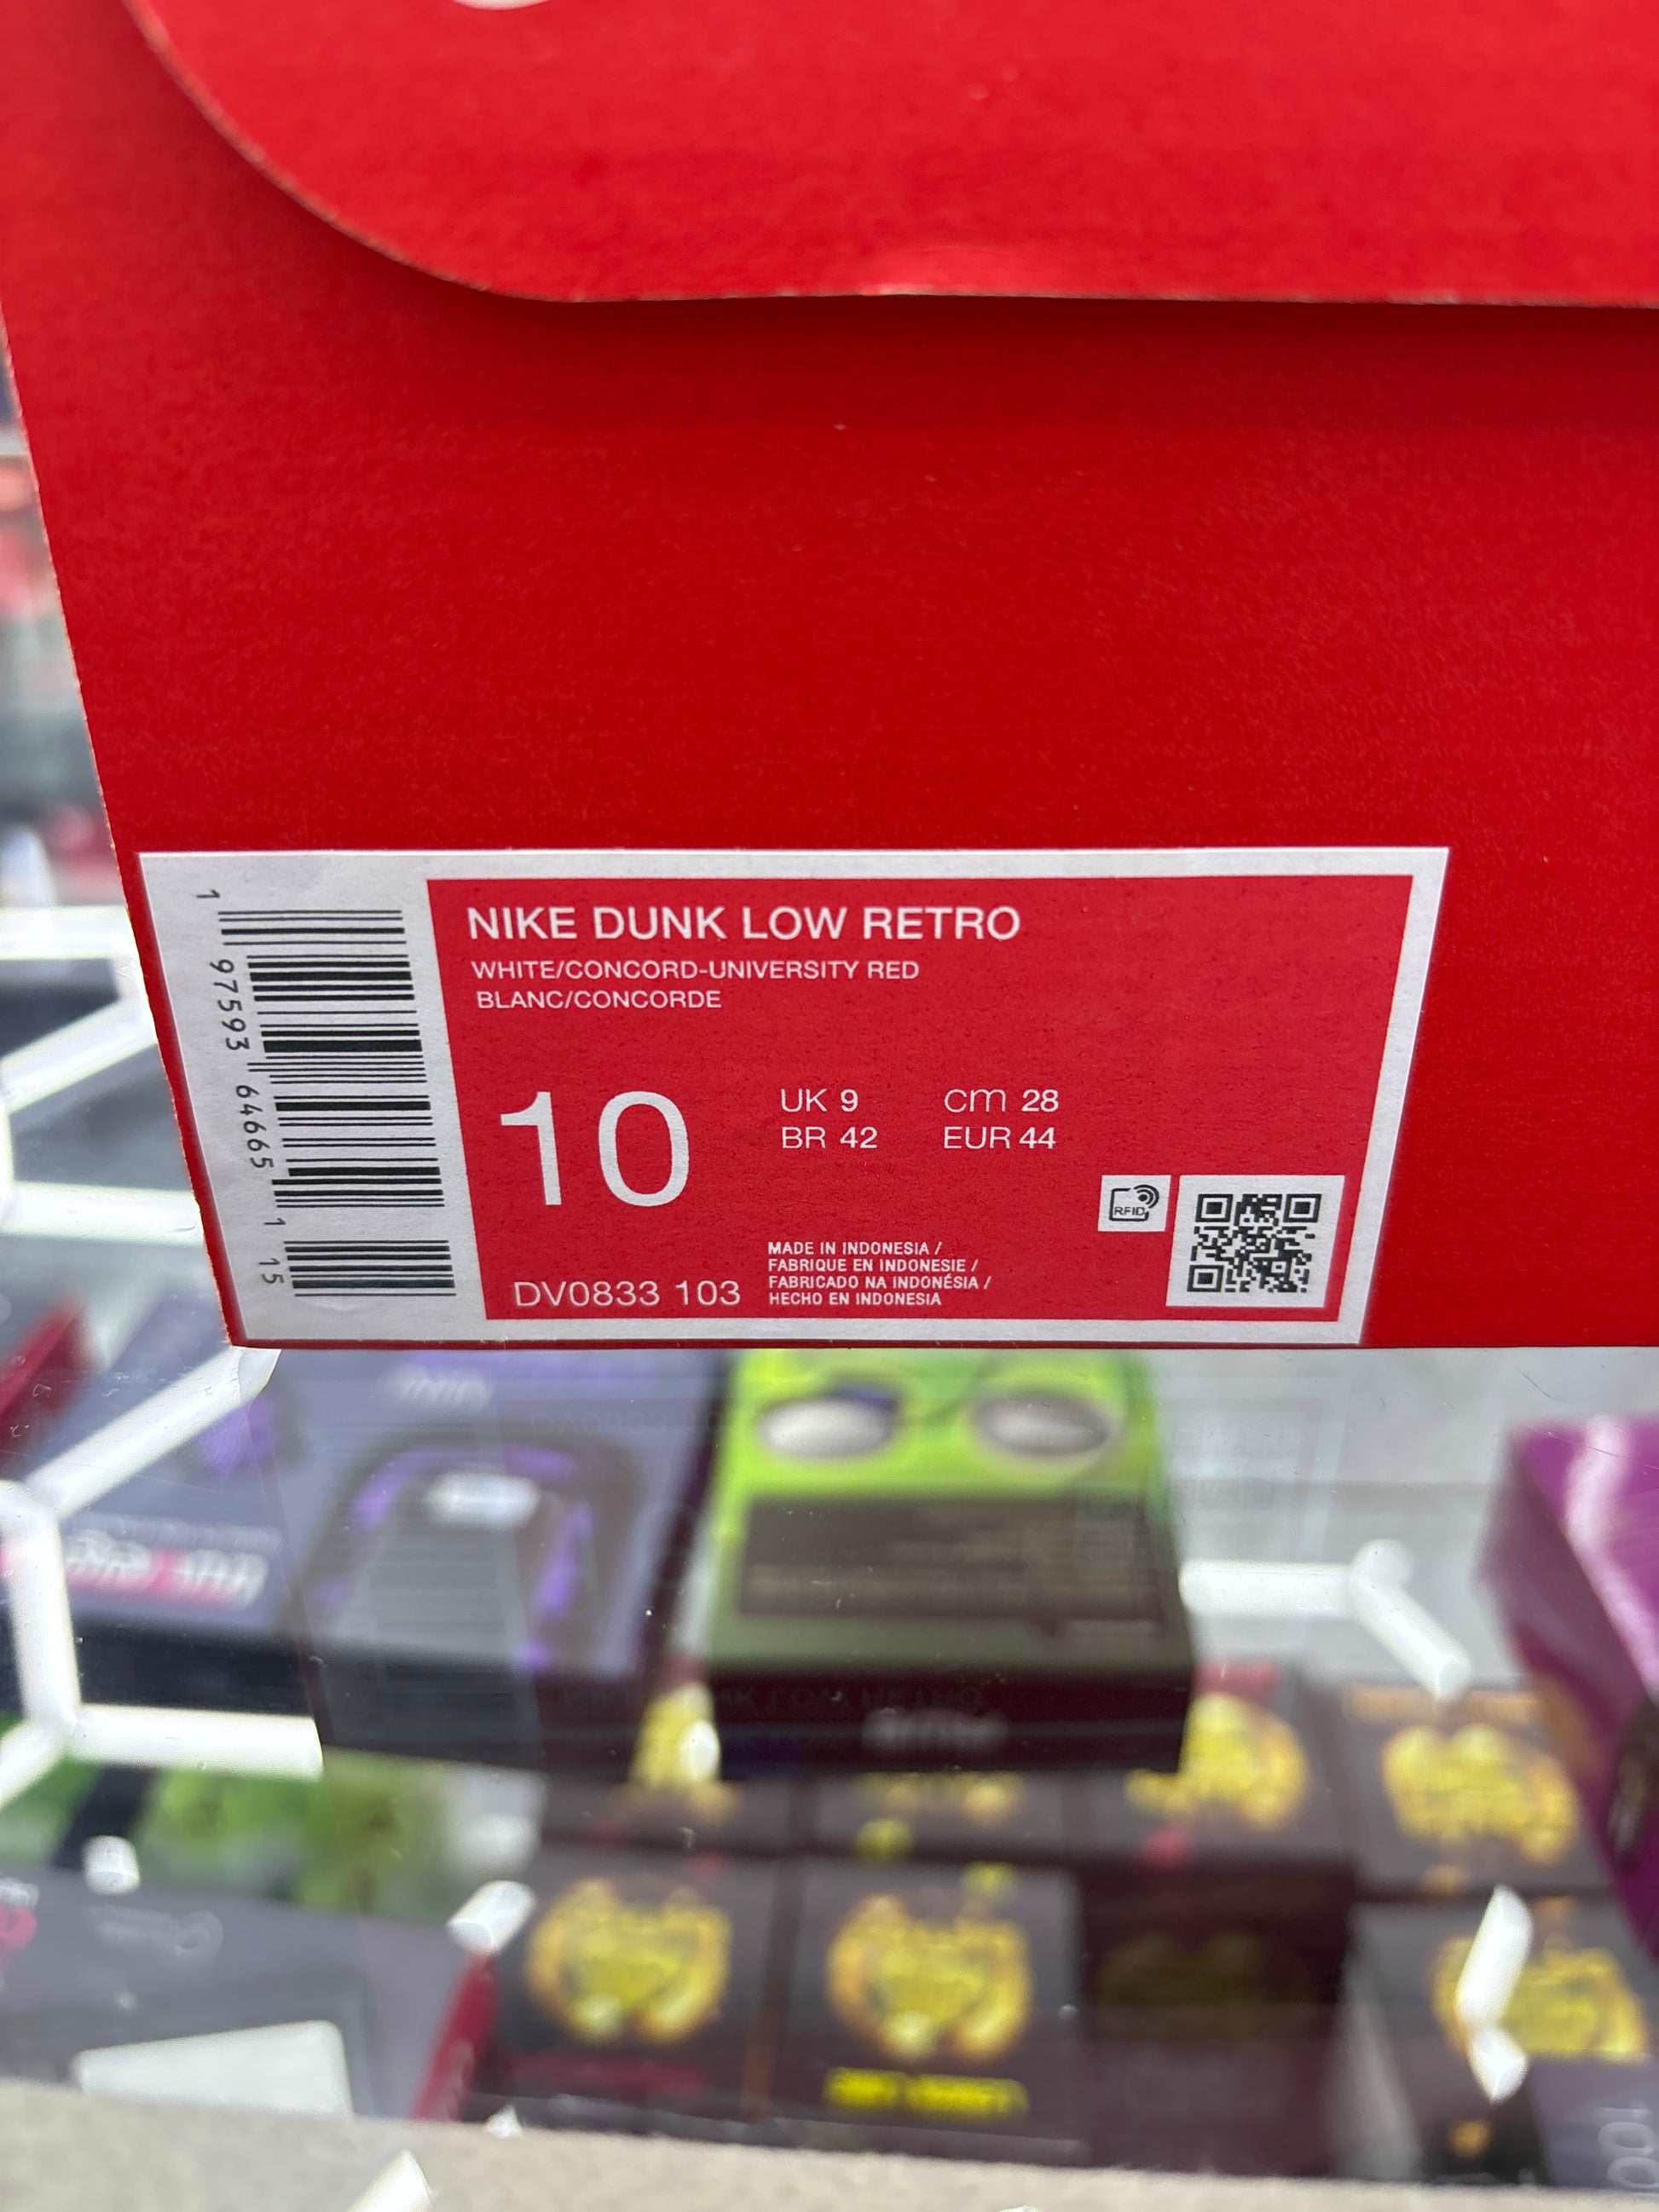 NIKE DUNK LOW RETRO
WHITE/CONCORD-UNIVERSITY RED
BLANC/CONCORDE
10
UK 9
cm 28
BR 42
EUR 44
RFID
MADE IN INDONESIA /
FABRIQUE EN INDONESIE /
FABRICADO NA INDONÉSIA /
HECHO EN INDONESIA
DV0833 103
1 97593 64665 1 15